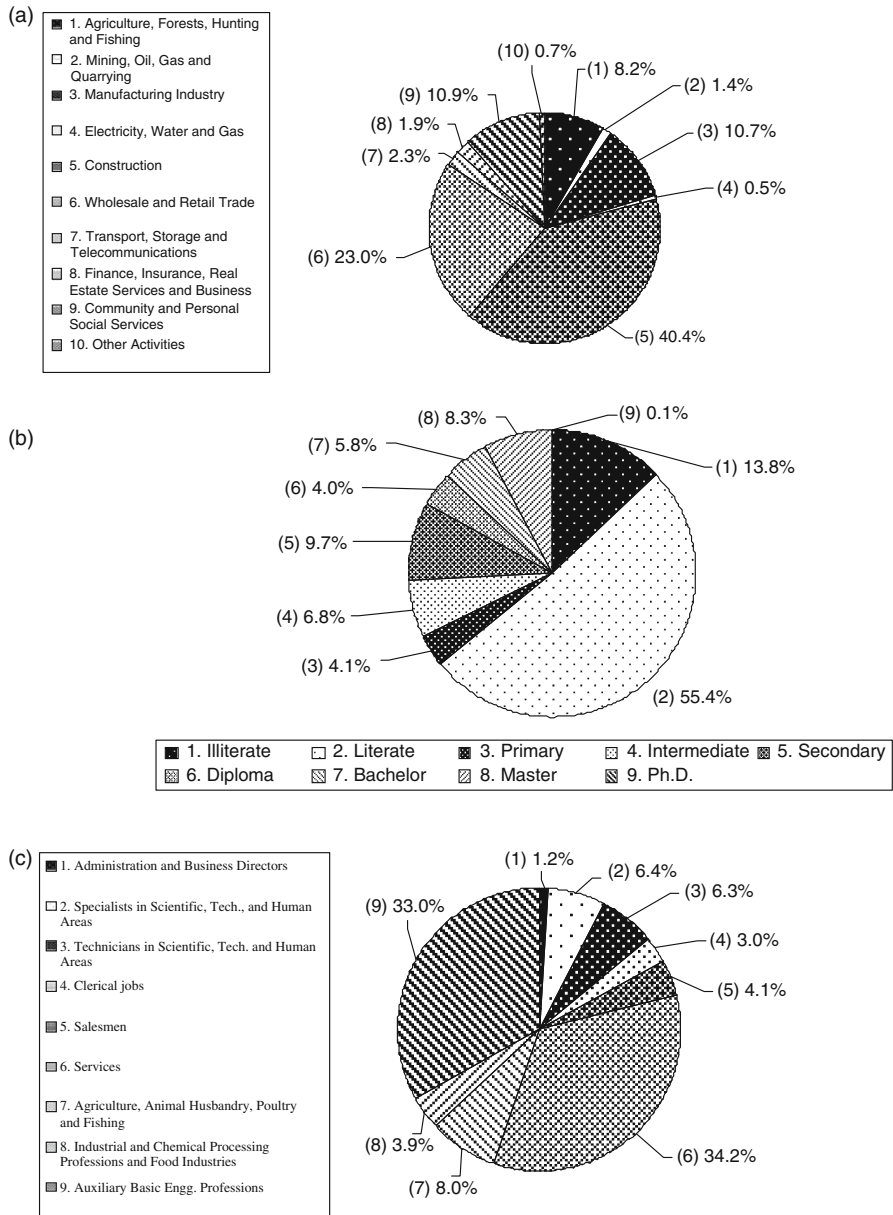 (a)
1. Agriculture, Forests, Hunting
and Fishing
2. Mining, Oil, Gas and
Quarrying
3. Manufacturing Industry
4. Electricity, Water and Gas
5. Construction
6. Wholesale and Retail Trade
7. Transport, Storage and
Telecommunications
8. Finance, Insurance, Real
Estate Services and Business
9. Community and Personal
Social Services
10. Other Activities
(10) 0.7%
(1) 8.2%
(2) 1.4%
(9) 10.9%
(3) 10.7%
(8) 1.9%
(7) 2.3%
(4) 0.5%
(6) 23.0%
(5) 40.4%
(b)
(8) 8.3%
(9) 0.1%
(7) 5.8%
(1) 13.8%
(6) 4.0%
(5) 9.7%
(4) 6.8%
(3) 4.1%
(2) 55.4%
1. Illiterate 2. Literate 3. Primary 4. Intermediate 5. Secondary
6. Diploma 7. Bachelor 8. Master 9. Ph.D.
(c)
1. Administration and Business Directors
2. Specialists in Scientific, Tech., and Human
Areas
3. Technicians in Scientific, Tech. and Human
Areas
4. Clerical jobs
5. Salesmen
6. Services
7. Agriculture, Animal Husbandry, Poultry
and Fishing
8. Industrial and Chemical Processing
Professions and Food Industries
9. Auxiliary Basic Engg. Professions
(1) 1.2%
(2) 6.4%
(3) 6.3%
(9) 33.0%
(4) 3.0%
(5) 4.1%
(8) 3.9%
(6) 34.2%
(7) 8.0%